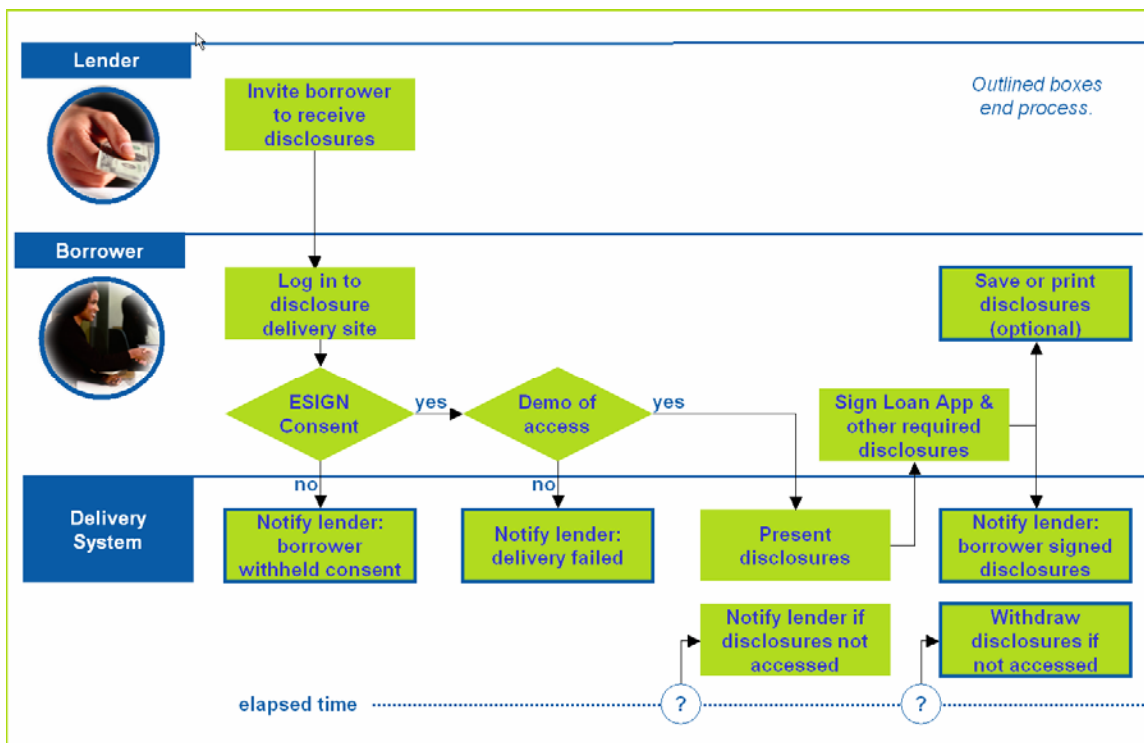 Lender
Invite borrower
to receive
disclosures
Outlined boxes
end process.
Borrower
Log in to
disclosure
delivery site
Save or print
disclosures
(optional)
ESIGN
Consent
yes
Demo of
access
yes
Sign Loan App &
other required
disclosures
no
no
Delivery
System
Notify lender:
borrower
withheld consent
Notify lender:
delivery failed
Present
disclosures
Notify lender:
borrower signed
disclosures
Notify lender if
disclosures not
accessed
Withdraw
disclosures if
not accessed
elapsed time
?
?